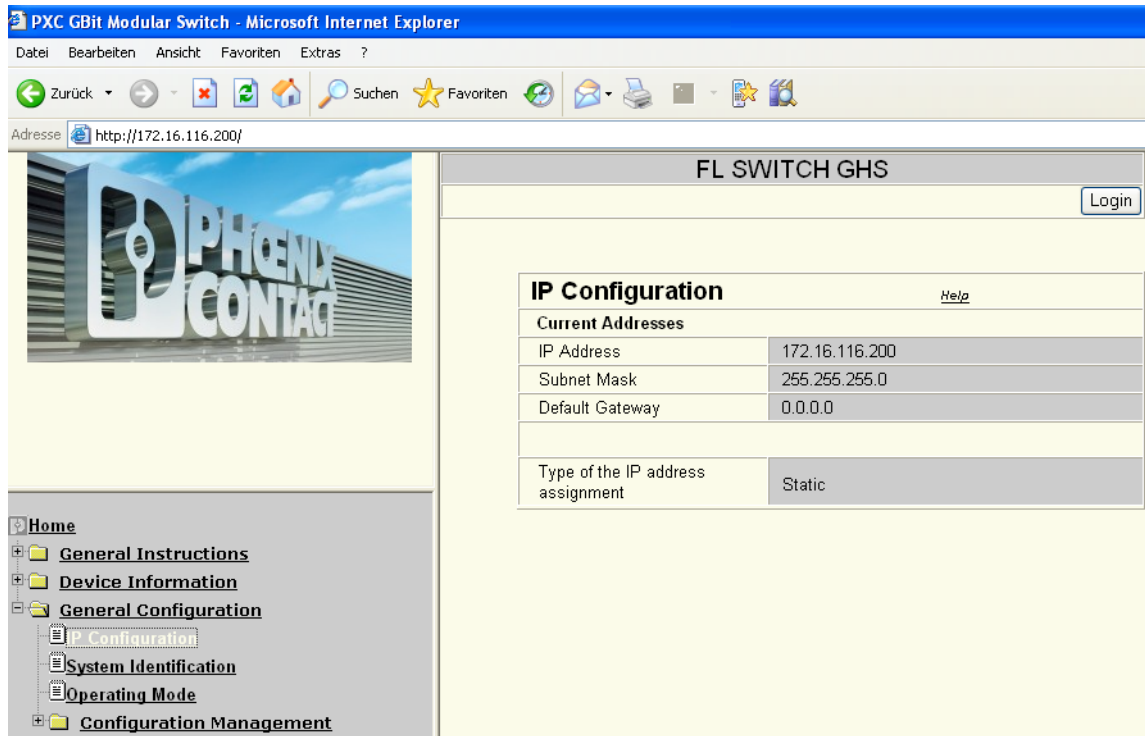 PXC GBit Modular Switch - Microsoft Internet Explorer
Datei Bearbeiten Ansicht Favoriten Extras ?
Zurück Suchen Favoriten
Adresse http://172.16.116.200/
PHŒNIX
CONTACT
FL SWITCH GHS
Login
IP Configuration Help
Current Addresses
IP Address 172.16.116.200
Subnet Mask 255.255.255.0
Default Gateway 0.0.0.0
Type of the IP address
assignment Static
Home
General Instructions
Device Information
General Configuration
IP Configuration
System Identification
Operating Mode
Configuration Management